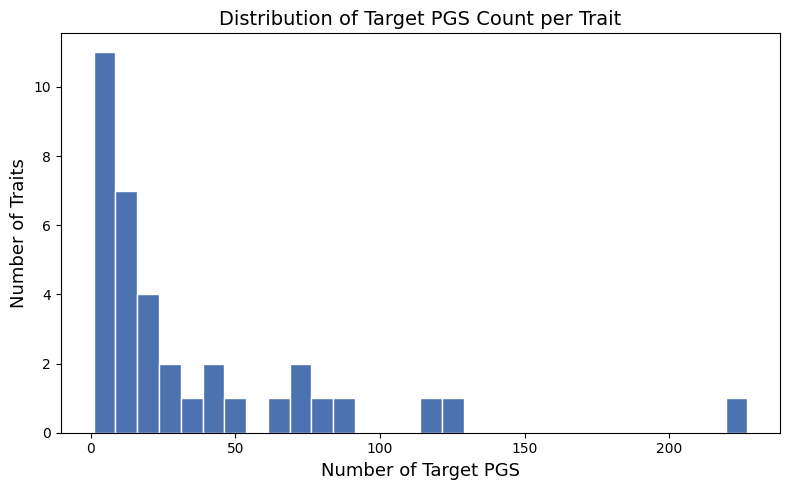 Distribution of Target PGS Count per Trait
Number of Traits
10
8
6
4
2
0
0 50 100 150 200
Number of Target PGS